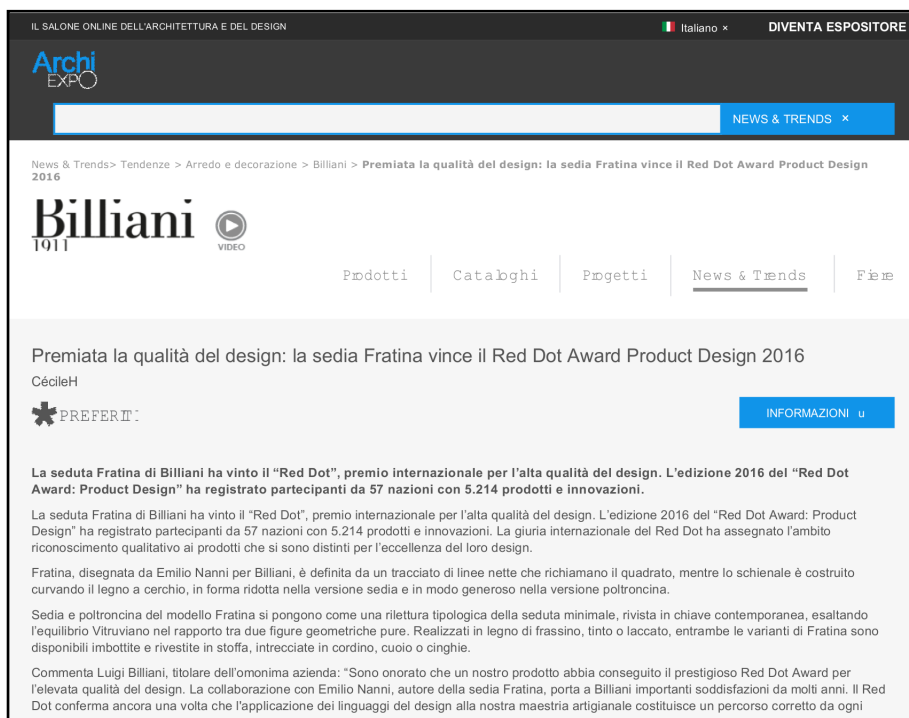 IL SALONE ONLINE DELL'ARCHITETTURA E DEL DESIGN
Italiano × DIVENTA ESPOSITORE
Archi
EXPO
NEWS & TRENDS ×
News & Trends> Tendenze > Arredo e decorazione > Billiani > Premiata la qualità del design: la sedia Fratina vince il Red Dot Award Product Design
2016
Billiani
1911
VIDEO
Prodotti Cataloghi Progetti News & Trends Fiere
Premiata la qualità del design: la sedia Fratina vince il Red Dot Award Product Design 2016
CécileH
PREFERITI
INFORMAZIONI u
La seduta Fratina di Billiani ha vinto il “Red Dot”, premio internazionale per l’alta qualità del design. L’edizione 2016 del “Red Dot
Award: Product Design” ha registrato partecipanti da 57 nazioni con 5.214 prodotti e innovazioni.
La seduta Fratina di Billiani ha vinto il “Red Dot”, premio internazionale per l’alta qualità del design. L’edizione 2016 del “Red Dot Award: Product
Design” ha registrato partecipanti da 57 nazioni con 5.214 prodotti e innovazioni. La giuria internazionale del Red Dot ha assegnato l’ambito
riconoscimento qualitativo ai prodotti che si sono distinti per l’eccellenza del loro design.
Fratina, disegnata da Emilio Nanni per Billiani, è definita da un tracciato di linee nette che richiamano il quadrato, mentre lo schienale è costruito
curvando il legno a cerchio, in forma ridotta nella versione sedia e in modo generoso nella versione poltroncina.
Sedia e poltroncina del modello Fratina si pongono come una rilettura tipologica della seduta minimale, rivista in chiave contemporanea, esaltando
l’equilibrio Vitruviano nel rapporto tra due figure geometriche pure. Realizzati in legno di frassino, tinto o laccato, entrambe le varianti di Fratina sono
disponibili imbottite e rivestite in stoffa, intrecciate in cordino, cuoio o cinghie.
Commenta Luigi Billiani, titolare dell’omonima azienda: “Sono onorato che un nostro prodotto abbia conseguito il prestigioso Red Dot Award per
l’elevata qualità del design. La collaborazione con Emilio Nanni, autore della sedia Fratina, porta a Billiani importanti soddisfazioni da molti anni. Il Red
Dot conferma ancora una volta che l'applicazione dei linguaggi del design alla nostra maestria artigianale costituisce un percorso corretto da ogni